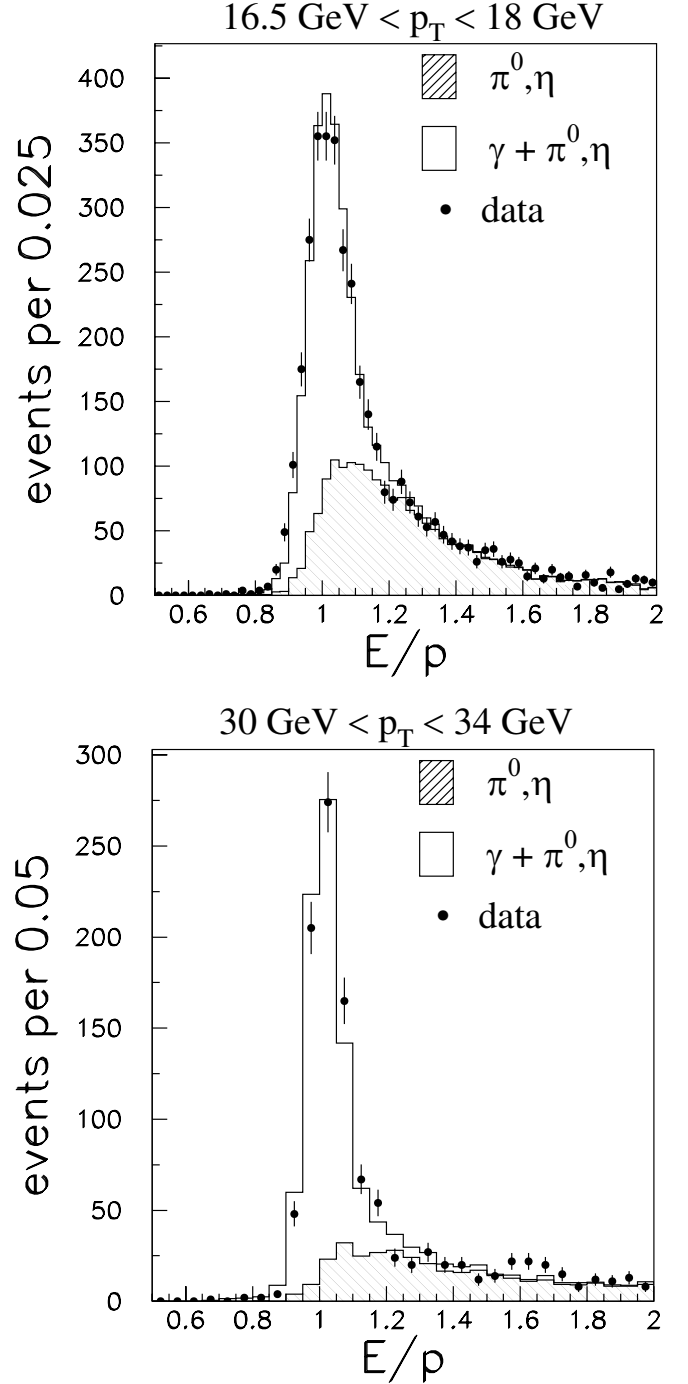 16.5 GeV < p_T < 18 GeV
π⁰,η
γ + π⁰,η
data
events per 0.025
400
350
300
250
200
150
100
50
0
0.6 0.8 1 1.2 1.4 1.6 1.8 2
E/p
30 GeV < p_T < 34 GeV
π⁰,η
γ + π⁰,η
data
events per 0.05
300
250
200
150
100
50
0
0.6 0.8 1 1.2 1.4 1.6 1.8 2
E/p